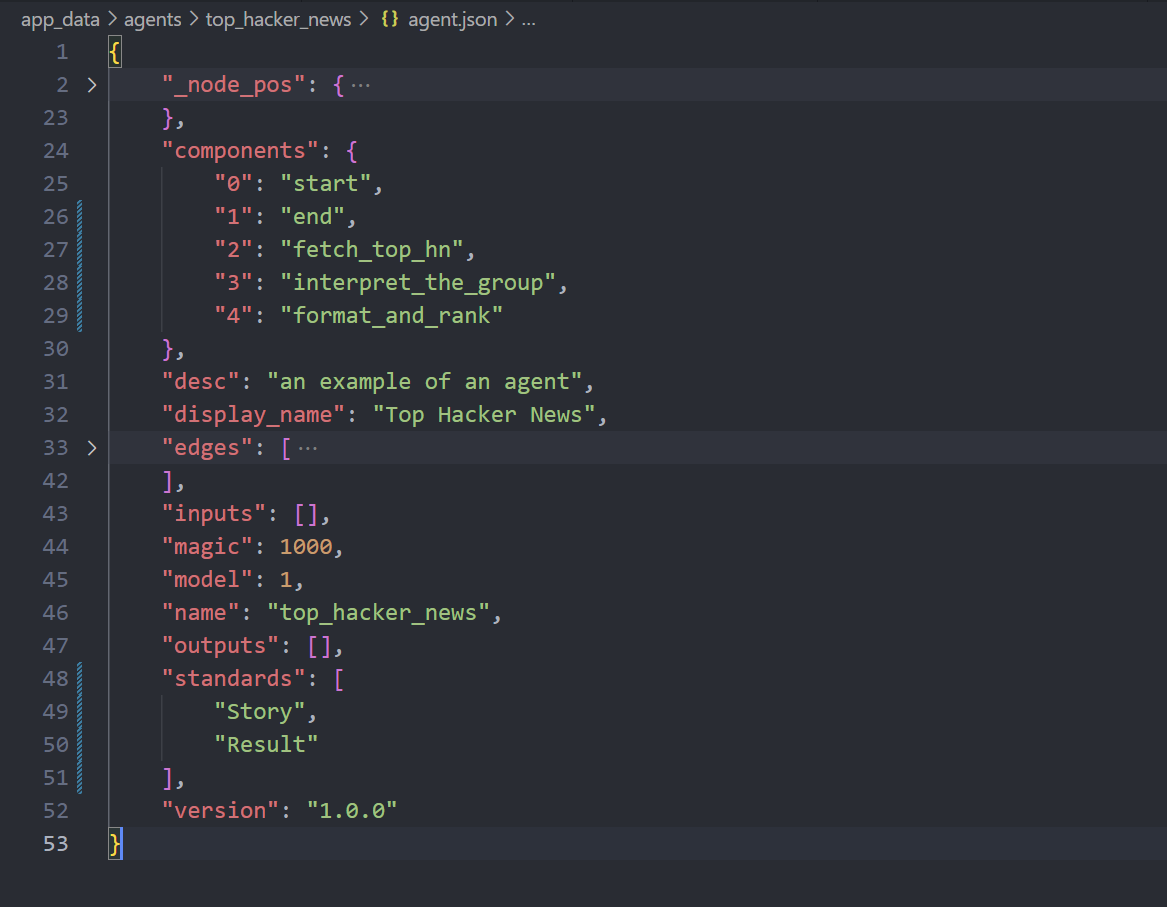 app_data > agents > top_hacker_news > {} agent.json > ...
1 {
2 > "_node_pos": { ...
23 },
24 "components": {
25 "0": "start",
26 "1": "end",
27 "2": "fetch_top_hn",
28 "3": "interpret_the_group",
29 "4": "format_and_rank"
30 },
31 "desc": "an example of an agent",
32 "display_name": "Top Hacker News",
33 > "edges": [ ...
42 ],
43 "inputs": [],
44 "magic": 1000,
45 "model": 1,
46 "name": "top_hacker_news",
47 "outputs": [],
48 "standards": [
49 "Story",
50 "Result"
51 ],
52 "version": "1.0.0"
53 }